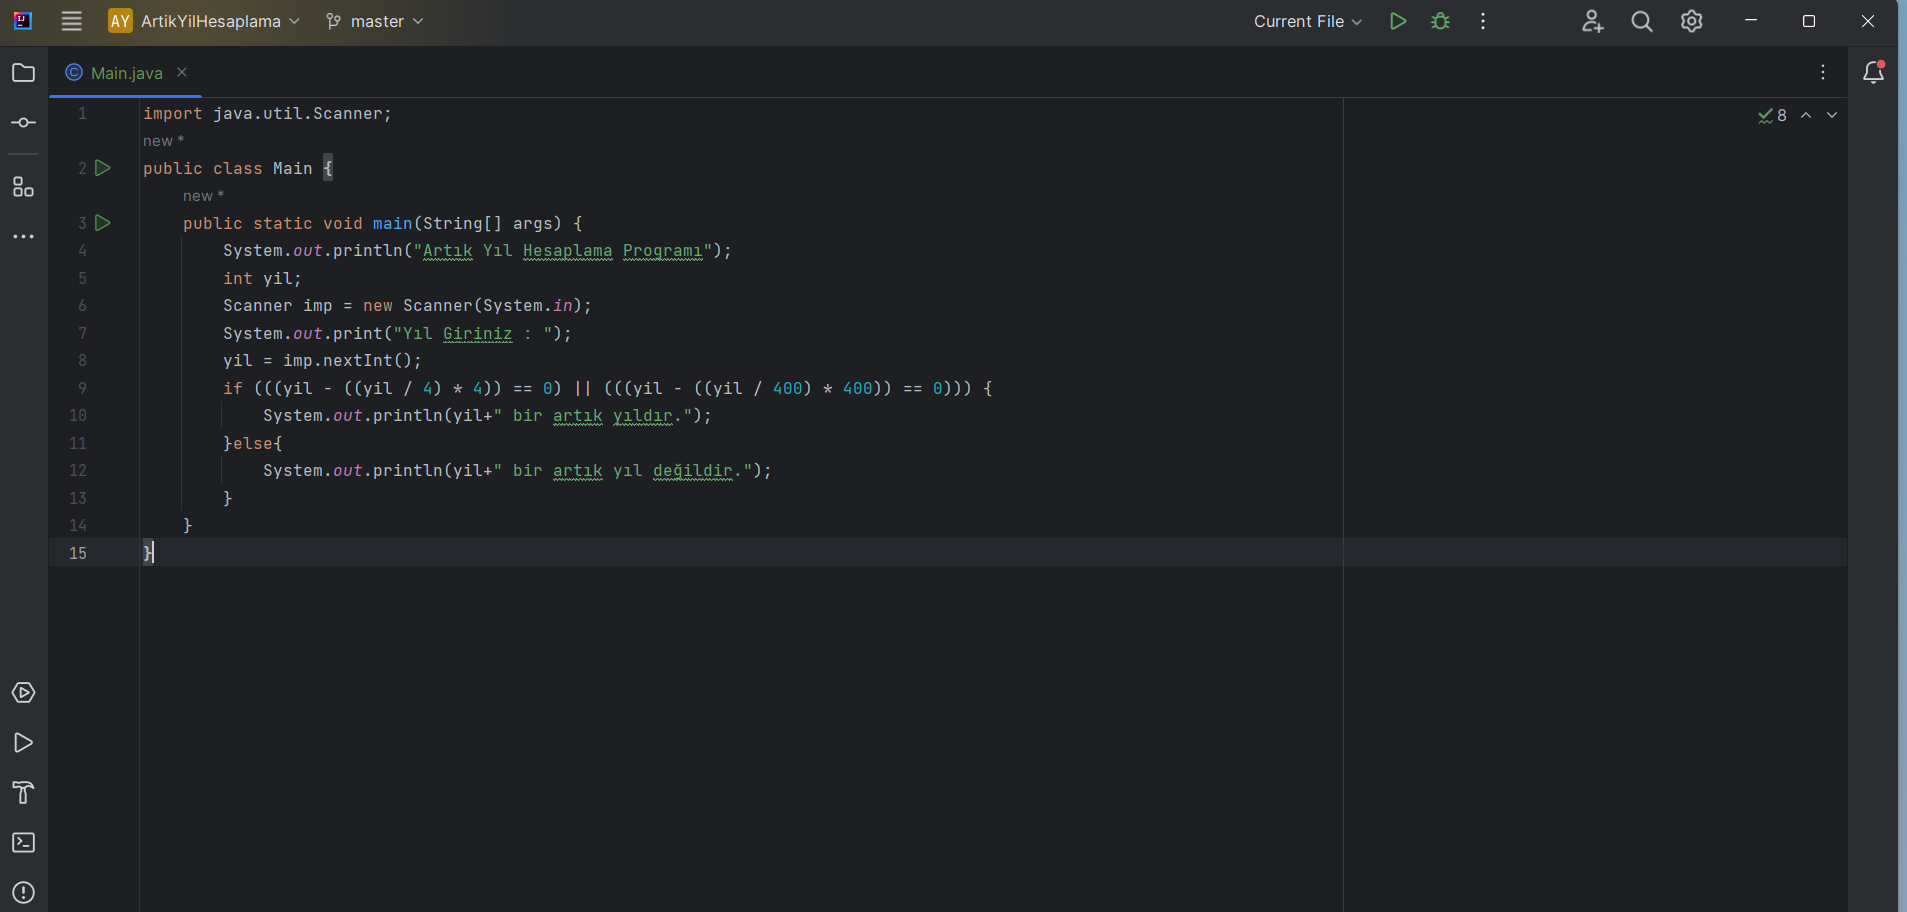 AY ArtikYilHesaplama master Current File
Main.java
1 import java.util.Scanner; 8
new *
2 public class Main {
new *
3 public static void main(String[] args) {
4 System.out.println("Artık Yıl Hesaplama Programı");
5 int yil;
6 Scanner imp = new Scanner(System.in);
7 System.out.print("Yıl Giriniz : ");
8 yil = imp.nextInt();
9 if (((yil - ((yil / 4) * 4)) == 0) || (((yil - ((yil / 400) * 400)) == 0))) {
10 System.out.println(yil+" bir artık yıldır.");
11 }else{
12 System.out.println(yil+" bir artık yıl değildir.");
13 }
14 }
15 }